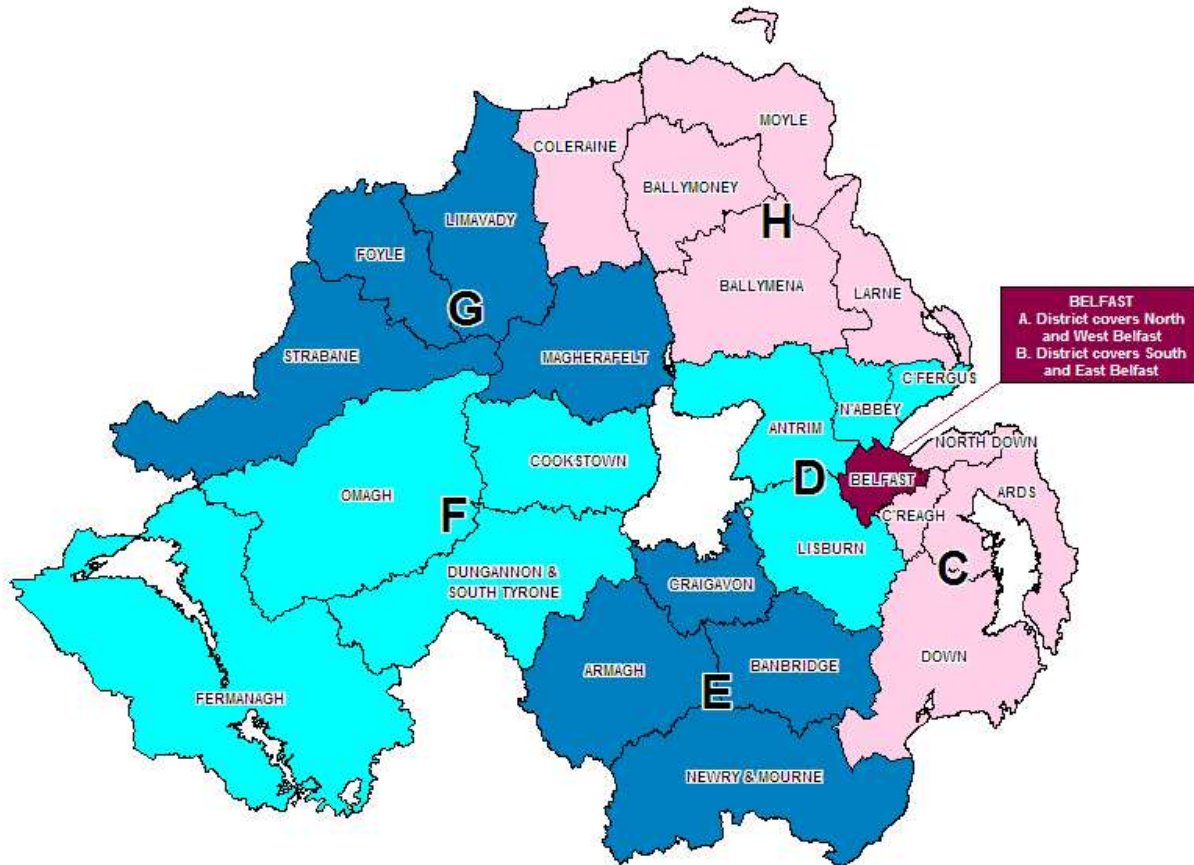 MOYLE
COLERAINE
BALLYMONEY
LIMAVADY
H
FOYLE
BALLYMENA
LARNE
G
BELFAST
A. District covers North
and West Belfast
B. District covers South
and East Belfast
STRABANE
MAGHERAFELT
C'FERGUS
N'ABBEY
ANTRIM
NORTH DOWN
COOKSTOWN
D
BELFAST
OMAGH
ARDS
F
C'REAGH
LISBURN
DUNGANNON &
SOUTH TYRONE
CRAIGAVON
C
DOWN
ARMAGH
BANBRIDGE
E
FERMANAGH
NEWRY & MOURNE